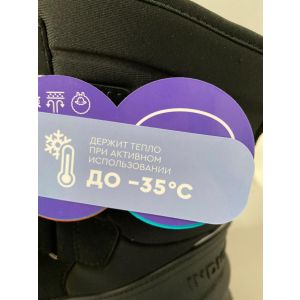 ДЕРЖИТ ТЕПЛО
ПРИ АКТИВНОМ
ИСПОЛЬЗОВАНИИ
ДО -35°C